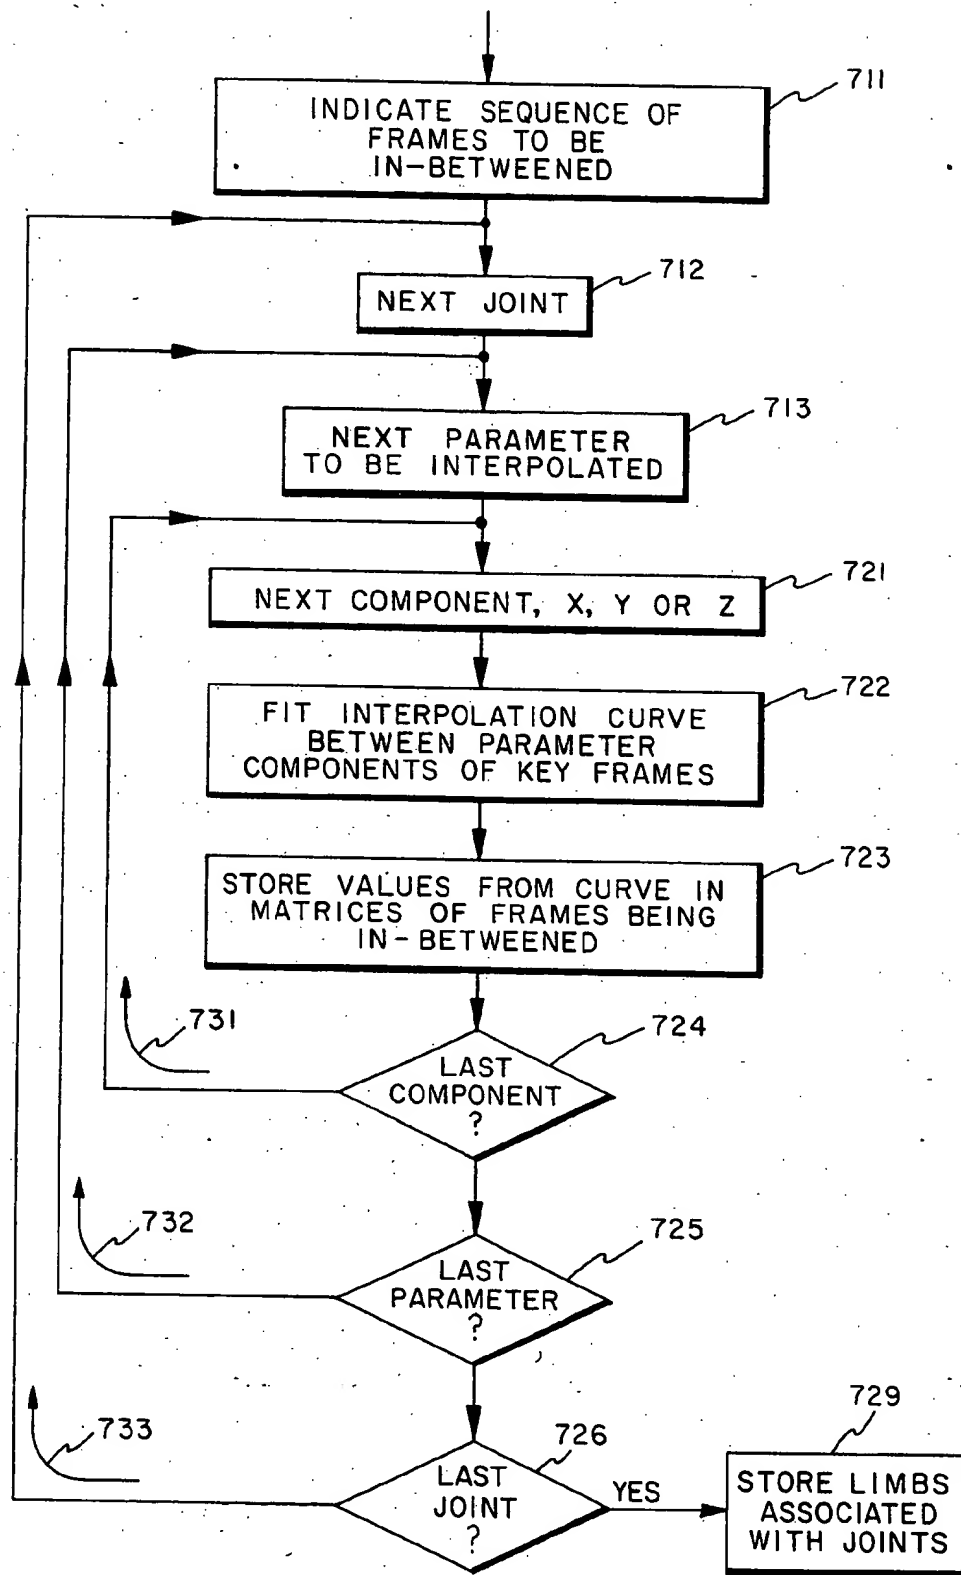 711
INDICATE SEQUENCE OF
FRAMES TO BE
IN-BETWEENED
712
NEXT JOINT
713
NEXT PARAMETER
TO BE INTERPOLATED
721
NEXT COMPONENT, X, Y OR Z
722
FIT INTERPOLATION CURVE
BETWEEN PARAMETER
COMPONENTS OF KEY FRAMES
723
STORE VALUES FROM CURVE IN
MATRICES OF FRAMES BEING
IN-BETWEENED
731
724
LAST
COMPONENT
?
732
725
LAST
PARAMETER
?
733
726
LAST
JOINT
?
YES
729
STORE LIMBS
ASSOCIATED
WITH JOINTS